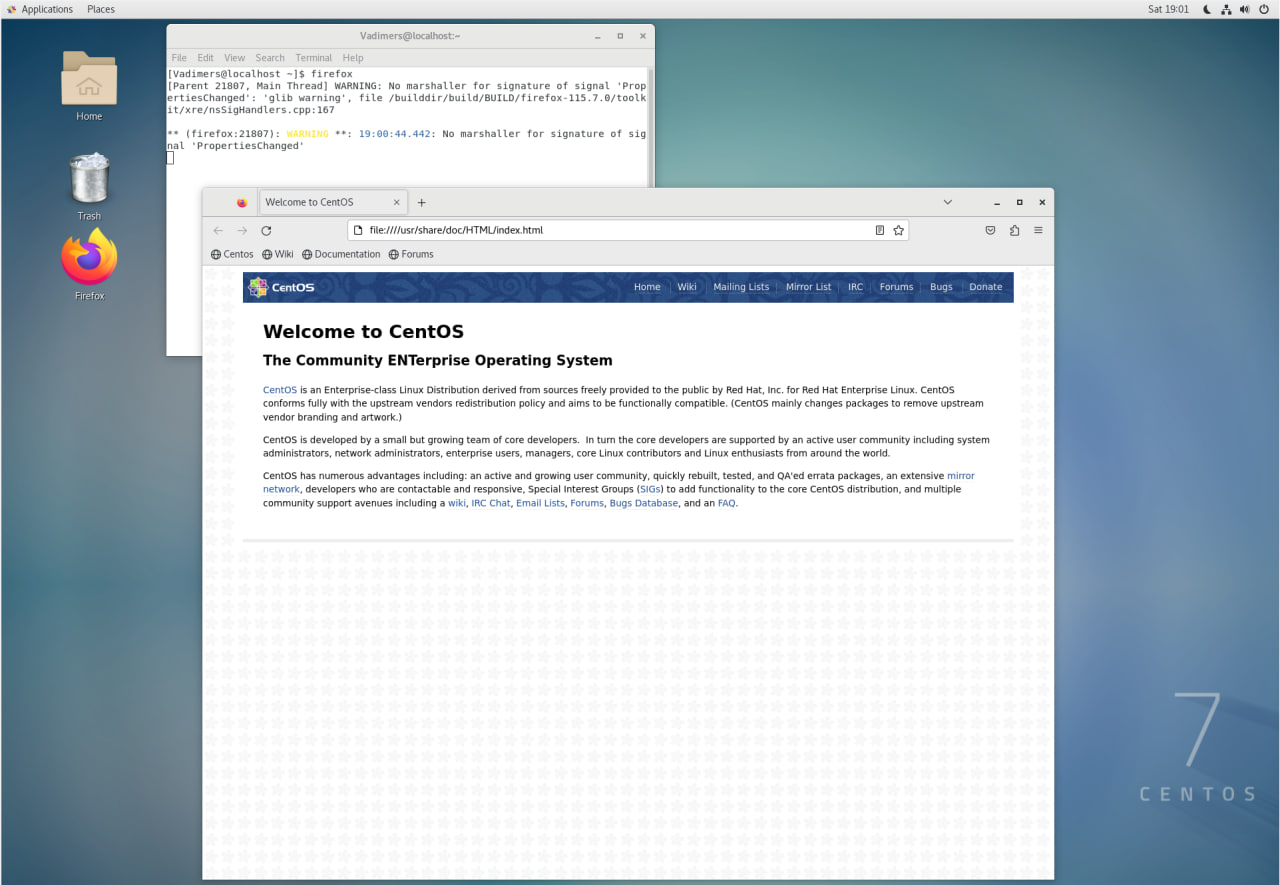 Applications Places Sat 19:01
Vadimers@localhost:~
File Edit View Search Terminal Help
[Vadimers@localhost ~]$ firefox
[Parent 21807, Main Thread] WARNING: No marshaller for signature of signal 'Prop
ertiesChanged': 'glib warning', file /builddir/build/BUILD/firefox-115.7.0/toolk
it/xre/nsSigHandlers.cpp:167
** (firefox:21807): WARNING **: 19:00:44.442: No marshaller for signature of sig
nal 'PropertiesChanged'
Home
Trash
Firefox
Welcome to CentOS
file:////usr/share/doc/HTML/index.html
Centos Wiki Documentation Forums
CentOS Home Wiki Mailing Lists Mirror List IRC Forums Bugs Donate
Welcome to CentOS
The Community ENTerprise Operating System
CentOS is an Enterprise-class Linux Distribution derived from sources freely provided to the public by Red Hat, Inc. for Red Hat Enterprise Linux. CentOS
conforms fully with the upstream vendors redistribution policy and aims to be functionally compatible. (CentOS mainly changes packages to remove upstream
vendor branding and artwork.)
CentOS is developed by a small but growing team of core developers.  In turn the core developers are supported by an active user community including system
administrators, network administrators, enterprise users, managers, core Linux contributors and Linux enthusiasts from around the world.
CentOS has numerous advantages including: an active and growing user community, quickly rebuilt, tested, and QA'ed errata packages, an extensive mirror
network, developers who are contactable and responsive, Special Interest Groups (SIGs) to add functionality to the core CentOS distribution, and multiple
community support avenues including a wiki, IRC Chat, Email Lists, Forums, Bugs Database, and an FAQ.
7
CENTOS